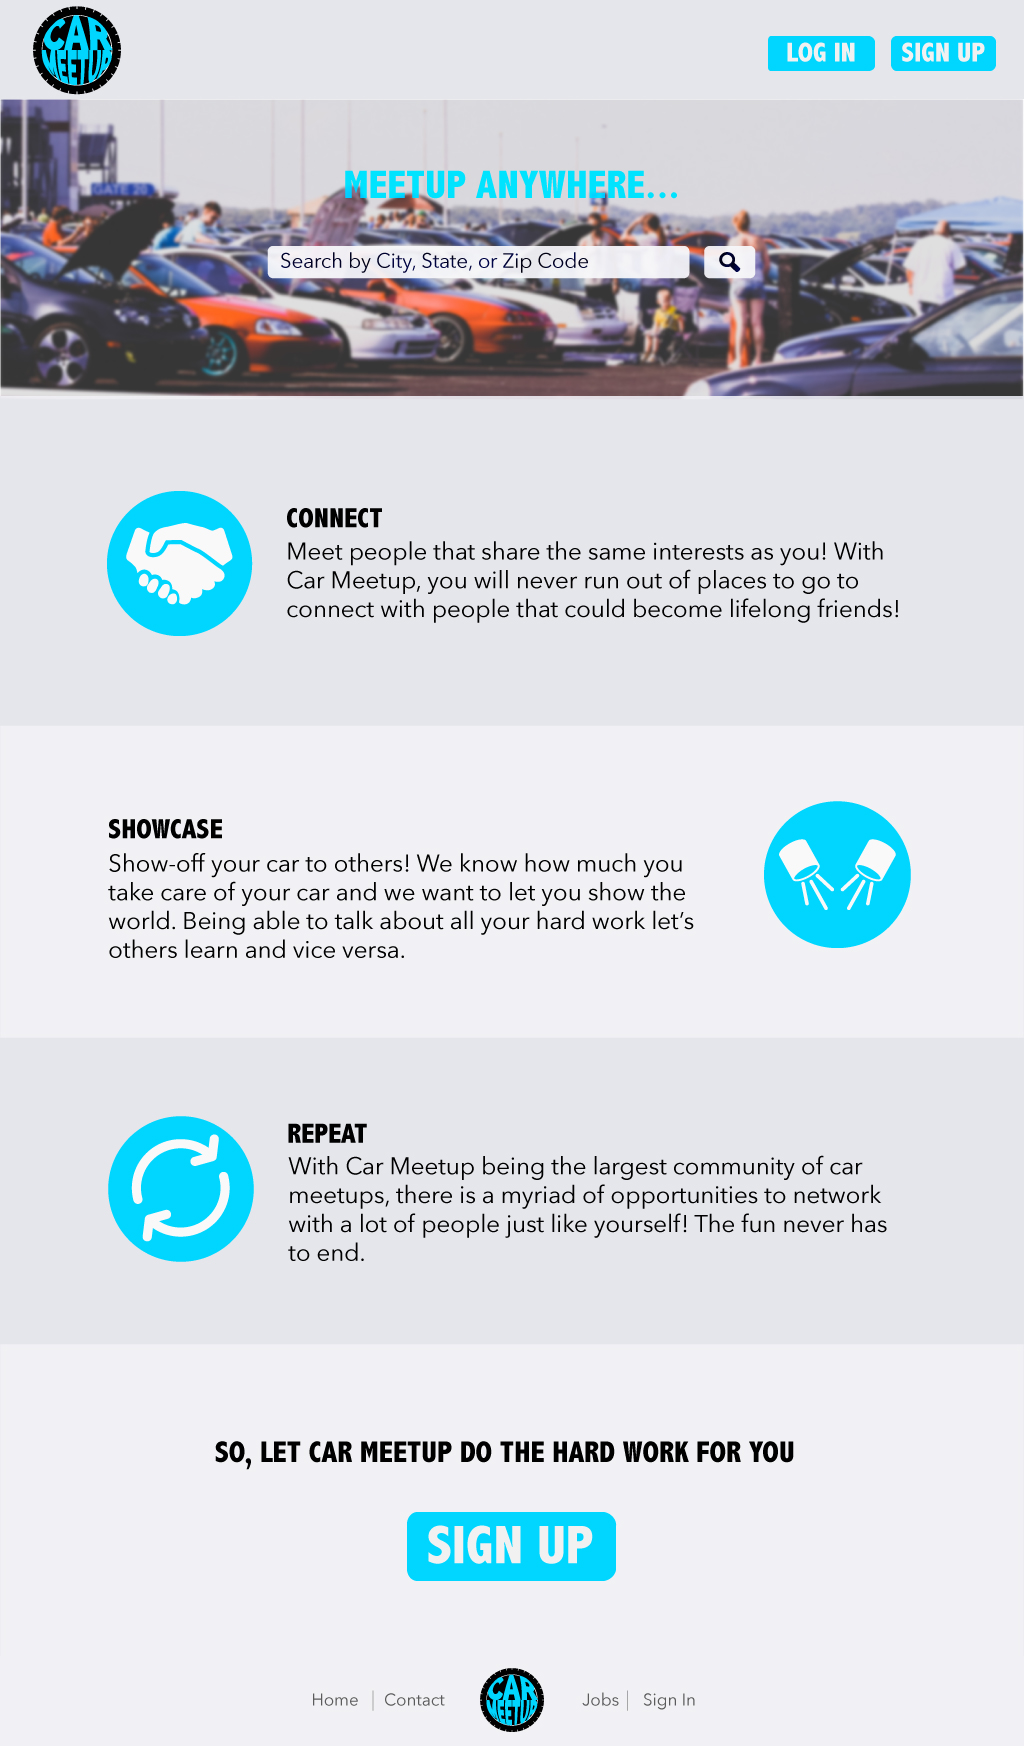 CAR
MEETUP
LOG IN
SIGN UP
GATE 20
MEETUP ANYWHERE...
Search by City, State, or Zip Code
CONNECT
Meet people that share the same interests as you! With
Car Meetup, you will never run out of places to go to
connect with people that could become lifelong friends!
SHOWCASE
Show-off your car to others! We know how much you
take care of your car and we want to let you show the
world. Being able to talk about all your hard work let’s
others learn and vice versa.
REPEAT
With Car Meetup being the largest community of car
meetups, there is a myriad of opportunities to network
with a lot of people just like yourself! The fun never has
to end.
SO, LET CAR MEETUP DO THE HARD WORK FOR YOU
SIGN UP
Home | Contact
CAR
MEETUP
Jobs | Sign In